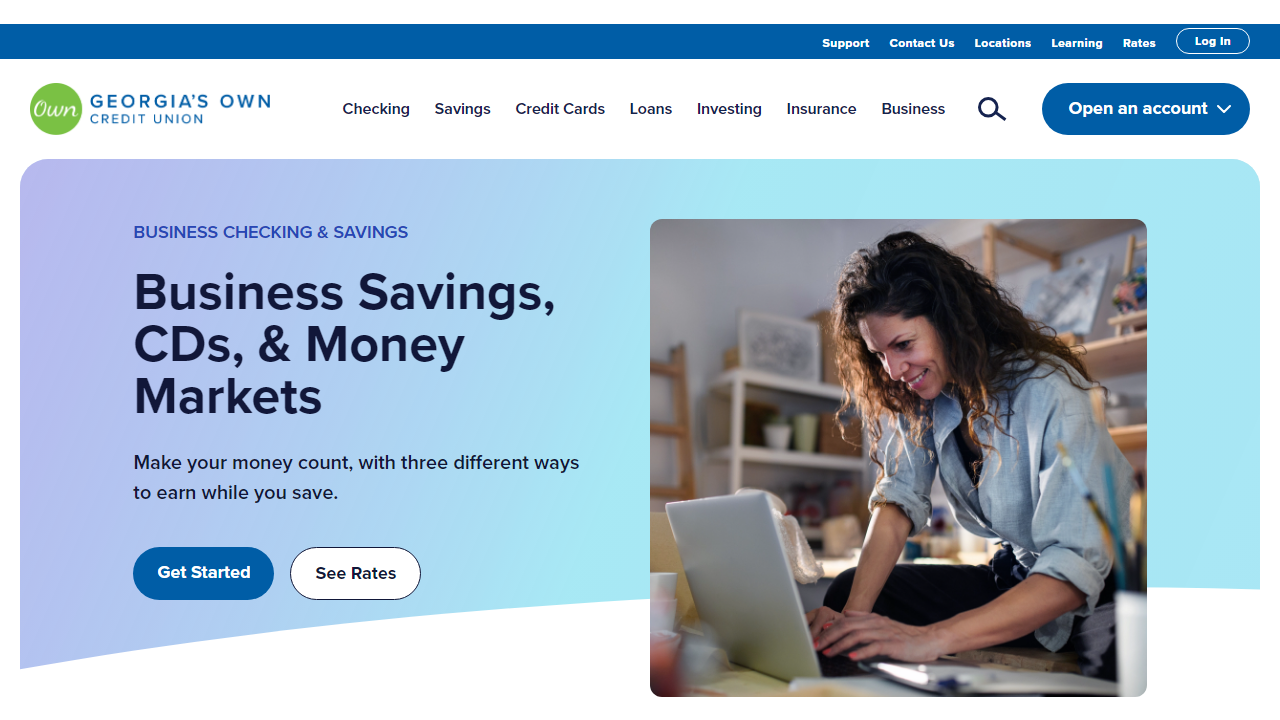 Support Contact Us Locations Learning Rates Log In
Own
GEORGIA'S OWN
CREDIT UNION
Checking Savings Credit Cards Loans Investing Insurance Business Open an account
BUSINESS CHECKING & SAVINGS
Business Savings,
CDs, & Money
Markets
Make your money count, with three different ways
to earn while you save.
Get Started See Rates